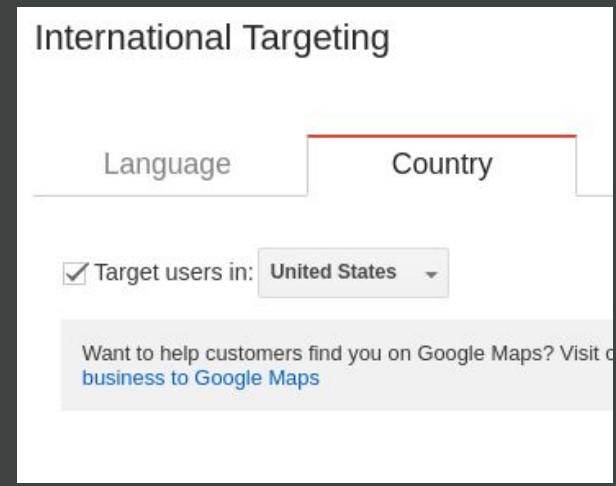 International Targeting
Language
Country
Target users in: United States
Want to help customers find you on Google Maps? Visit
business to Google Maps